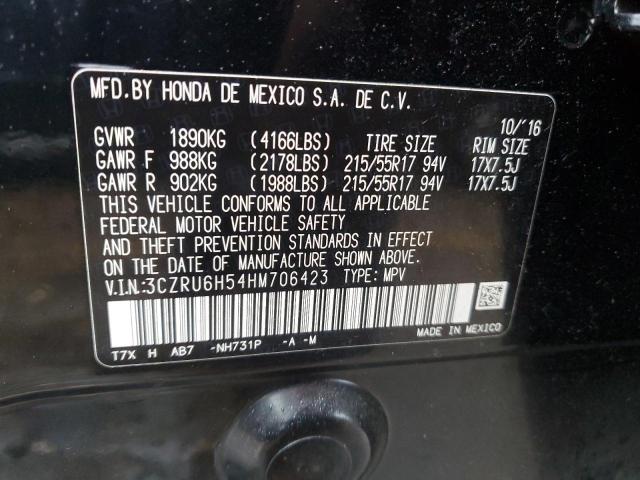 MFD.BY HONDA DE MEXICO S.A. DE C.V.
10/'16
GVWR 1890KG (4166LBS) TIRE SIZE RIM SIZE
GAWR F 988KG (2178LBS) 215/55R17 94V 17X7.5J
GAWR R 902KG (1988LBS) 215/55R17 94V 17X7.5J
THIS VEHICLE CONFORMS TO ALL APPLICABLE
FEDERAL MOTOR VEHICLE SAFETY
AND THEFT PREVENTION STANDARDS IN EFFECT
ON THE DATE OF MANUFACTURE SHOWN ABOVE.
V.I.N.:3CZRU6H54HM706423 TYPE: MPV
MADE IN MEXICO
T7X H AB7 -NH731P -A -M